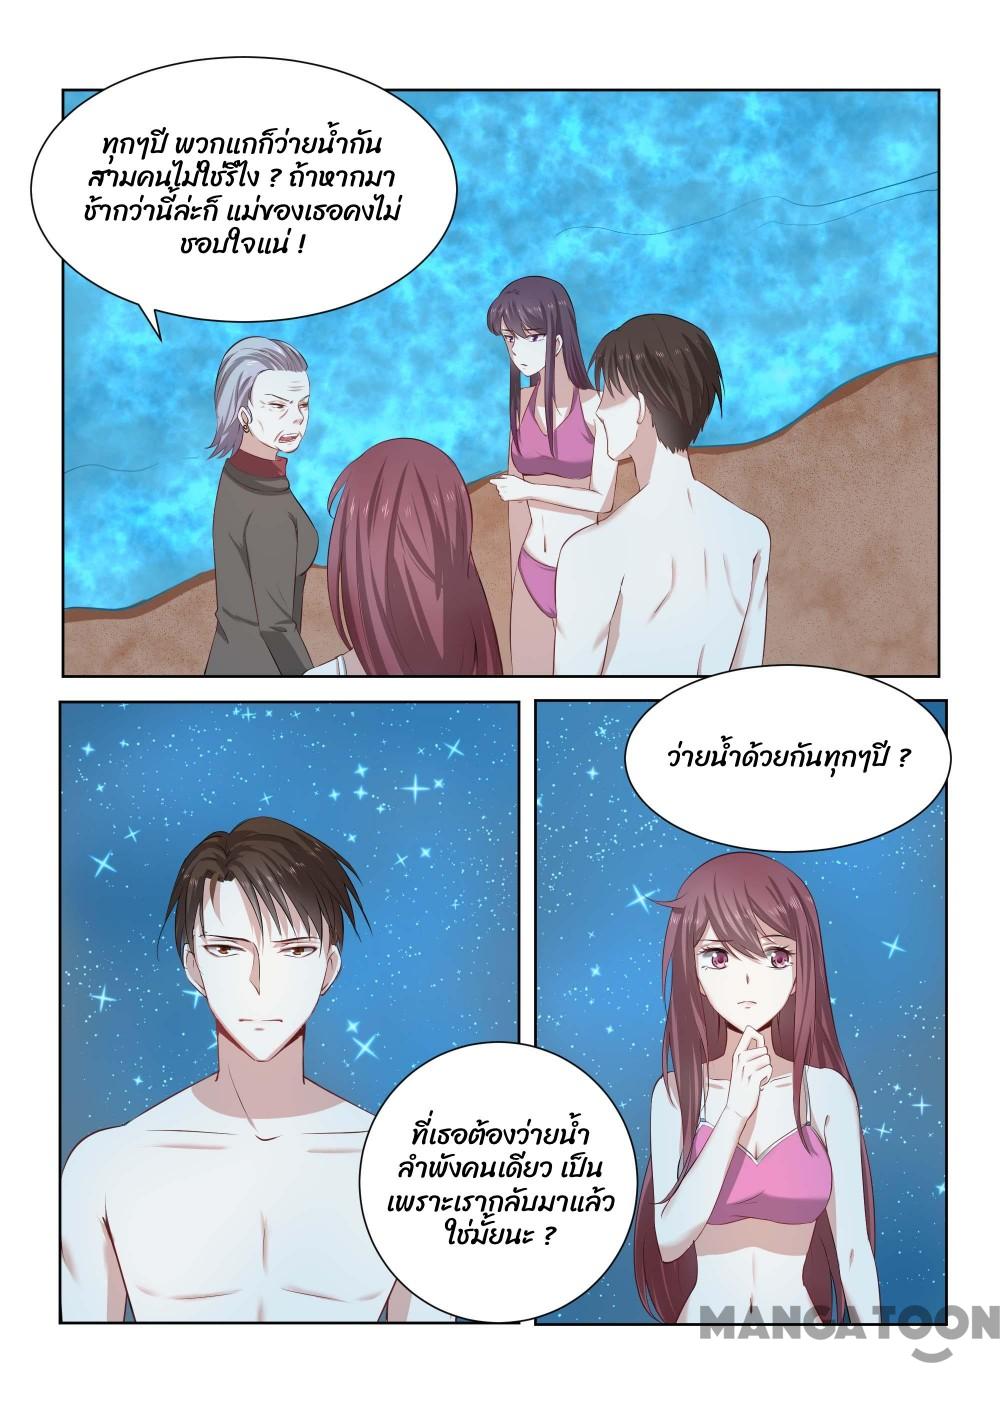 ทุกๆปี พวกแกก็ว่ายน้ำกัน
สามคนไม่ใช่รึไง ? ถ้าหากมา
ช้ากว่านี้ล่ะก็ แม่ของเธอคงไม่
ชอบใจแน่ !
ว่ายน้ำด้วยกันทุกๆปี ?
ที่เธอต้องว่ายน้ำ
ลำพังคนเดียว เป็น
เพราะเรากลับมาแล้ว
ใช่มั้ยนะ ?
MANGATOON